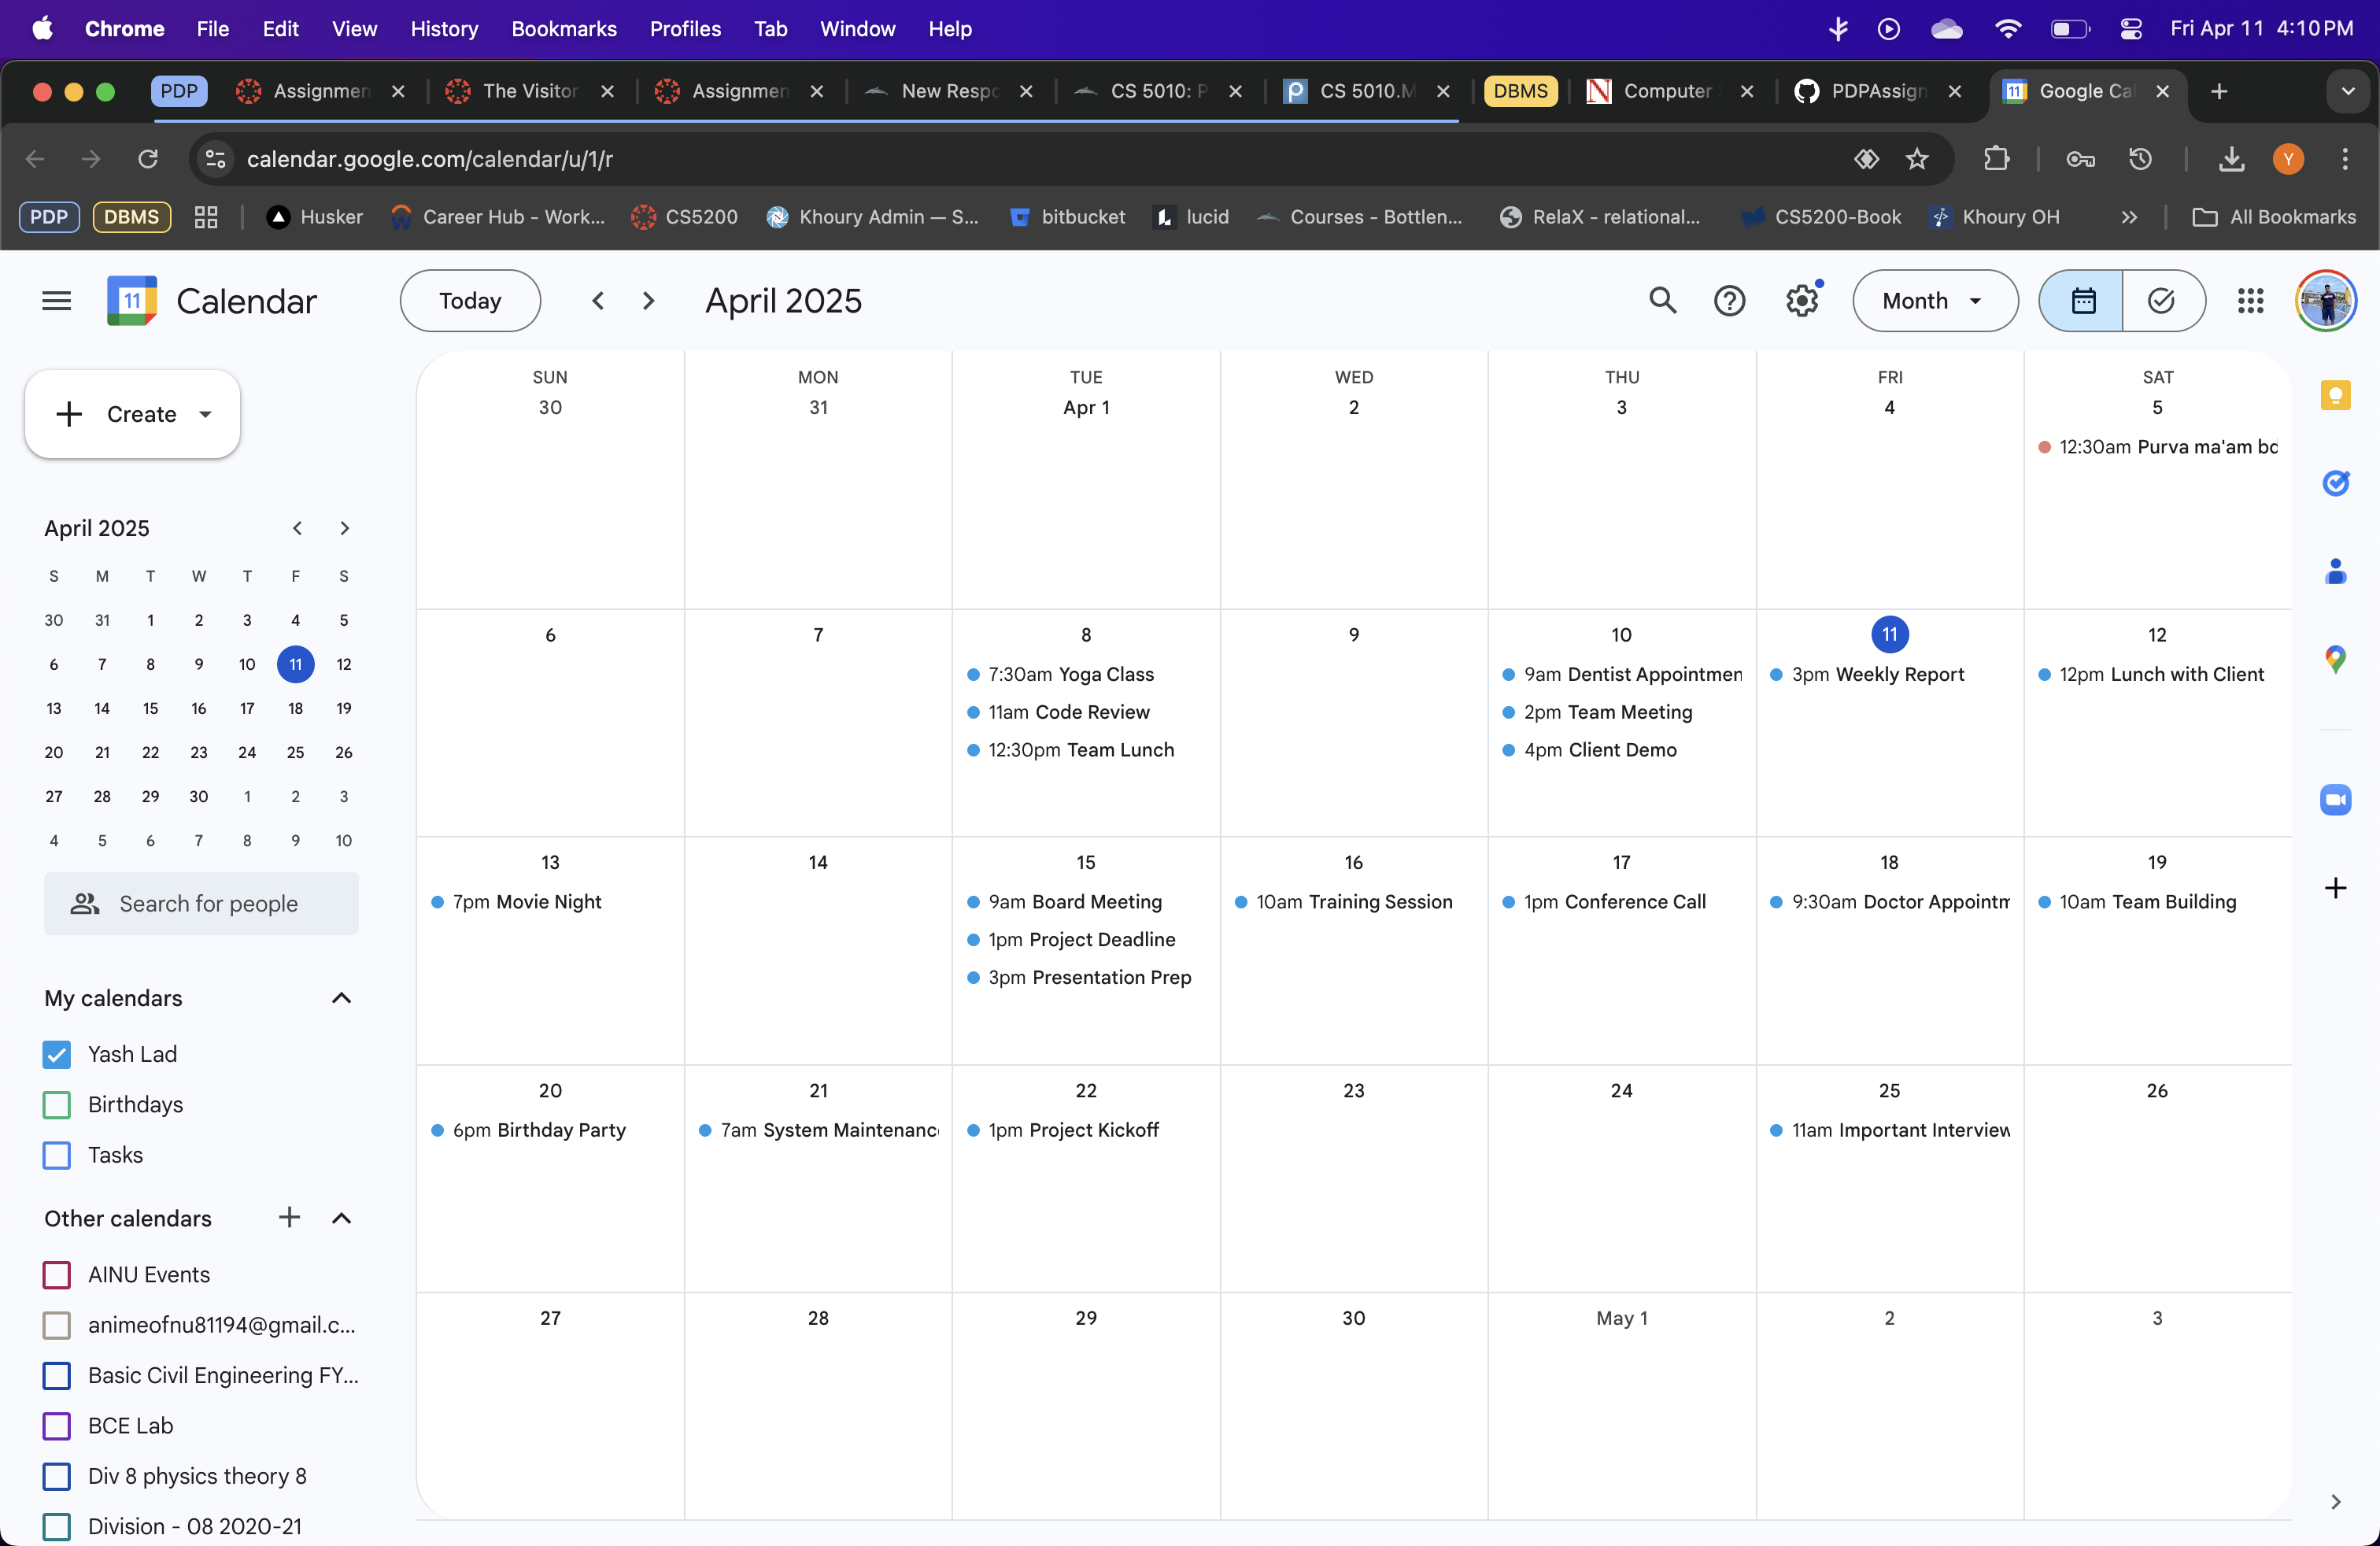 Chrome File Edit View History Bookmarks Profiles Tab Window Help Fri Apr 11 4:10 PM
PDP Assignmen The Visitor Assignmen New Respo CS 5010: P CS 5010.M DBMS Computer PDPAssign Google Cal
calendar.google.com/calendar/u/1/r Y
PDP DBMS Husker Career Hub - Work... CS5200 Khoury Admin — S... bitbucket lucid Courses - Bottlen... RelaX - relational... CS5200-Book Khoury OH All Bookmarks
11 Calendar Today April 2025 Month
Create
April 2025
S M T W T F S
30 31 1 2 3 4 5
6 7 8 9 10 11 12
13 14 15 16 17 18 19
20 21 22 23 24 25 26
27 28 29 30 1 2 3
4 5 6 7 8 9 10
Search for people
My calendars
Yash Lad
Birthdays
Tasks
Other calendars
AINU Events
animeofnu81194@gmail.c...
Basic Civil Engineering FY...
BCE Lab
Div 8 physics theory 8
Division - 08 2020-21
SUN MON TUE WED THU FRI SAT
30 31 Apr 1 2 3 4 5
12:30am Purva ma'am bd
6 7 8 9 10 11 12
7:30am Yoga Class
11am Code Review
12:30pm Team Lunch
9am Dentist Appointmen
2pm Team Meeting
4pm Client Demo
3pm Weekly Report
12pm Lunch with Client
13 14 15 16 17 18 19
7pm Movie Night
9am Board Meeting
1pm Project Deadline
3pm Presentation Prep
10am Training Session
1pm Conference Call
9:30am Doctor Appointm
10am Team Building
20 21 22 23 24 25 26
6pm Birthday Party
7am System Maintenanc
1pm Project Kickoff
11am Important Interview
27 28 29 30 May 1 2 3